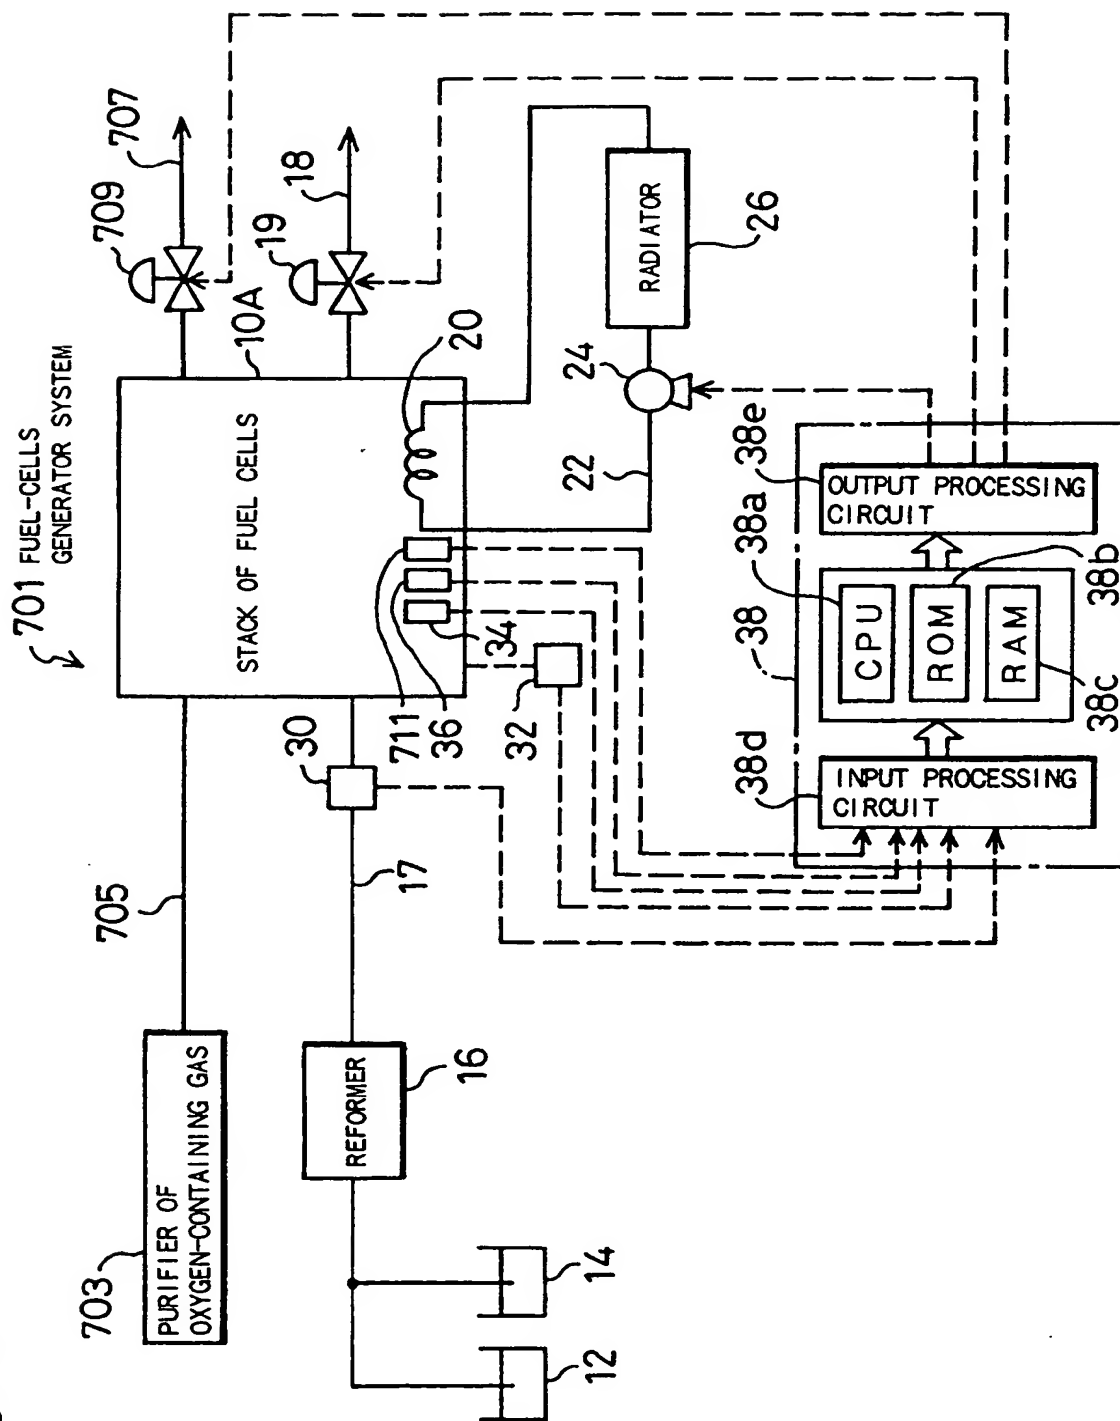 701 FUEL-CELLS
GENERATOR SYSTEM
703
PURIFIER OF
OXYGEN-CONTAINING GAS
705
STACK OF FUEL CELLS
10A
709
707
19
18
12
14
REFORMER
16
17
30
711
36
34
32
20
22
24
RADIATOR
26
38
38d
INPUT PROCESSING
CIRCUIT
38a
CPU
ROM
RAM
38b
38c
38e
OUTPUT PROCESSING
CIRCUIT